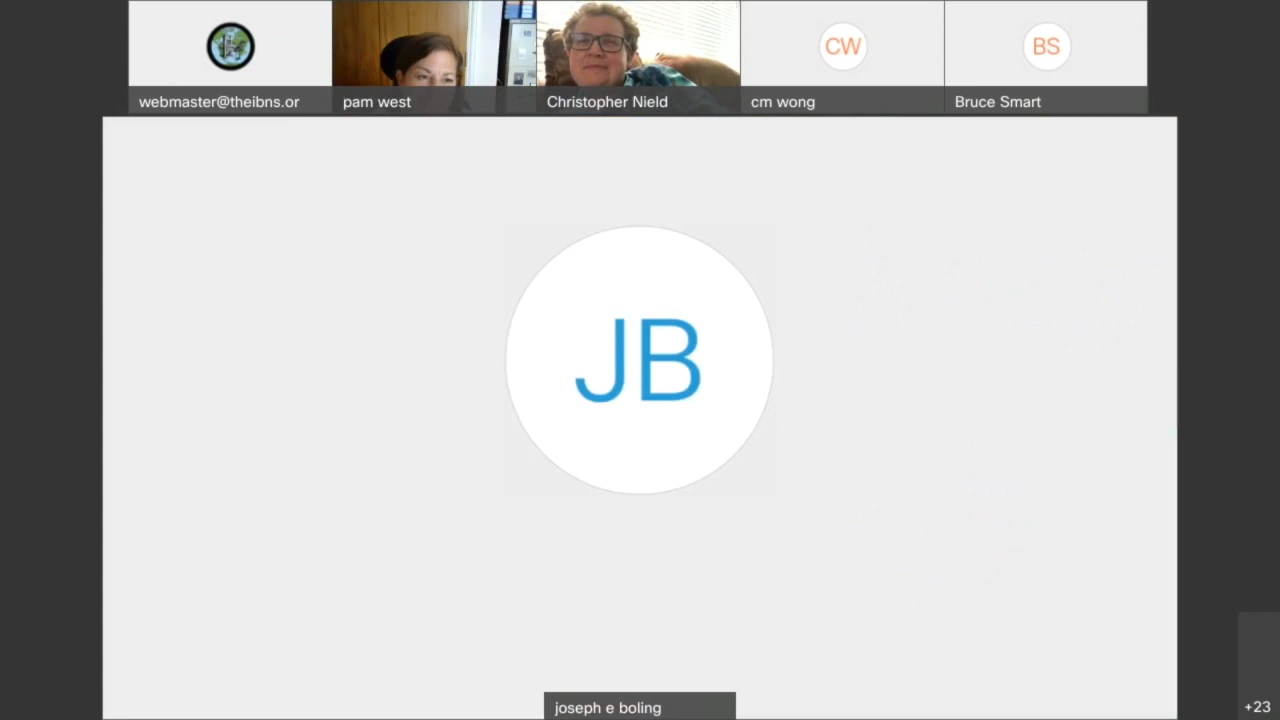 CW
BS
webmaster@theibns.or
pam west
Christopher Nield
cm wong
Bruce Smart
JB
joseph e boling
+23